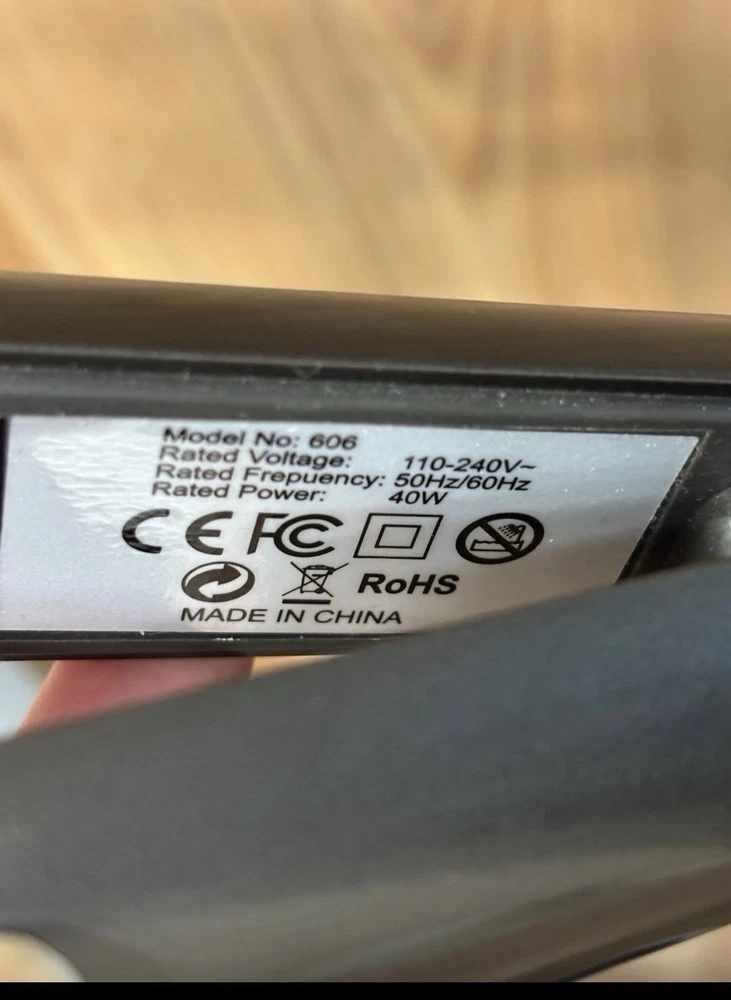 Model No: 606
Rated Voltage: 110-240V~
Rated Frepuency: 50Hz/60Hz
Rated Power: 40W
CE FC
RoHS
MADE IN CHINA